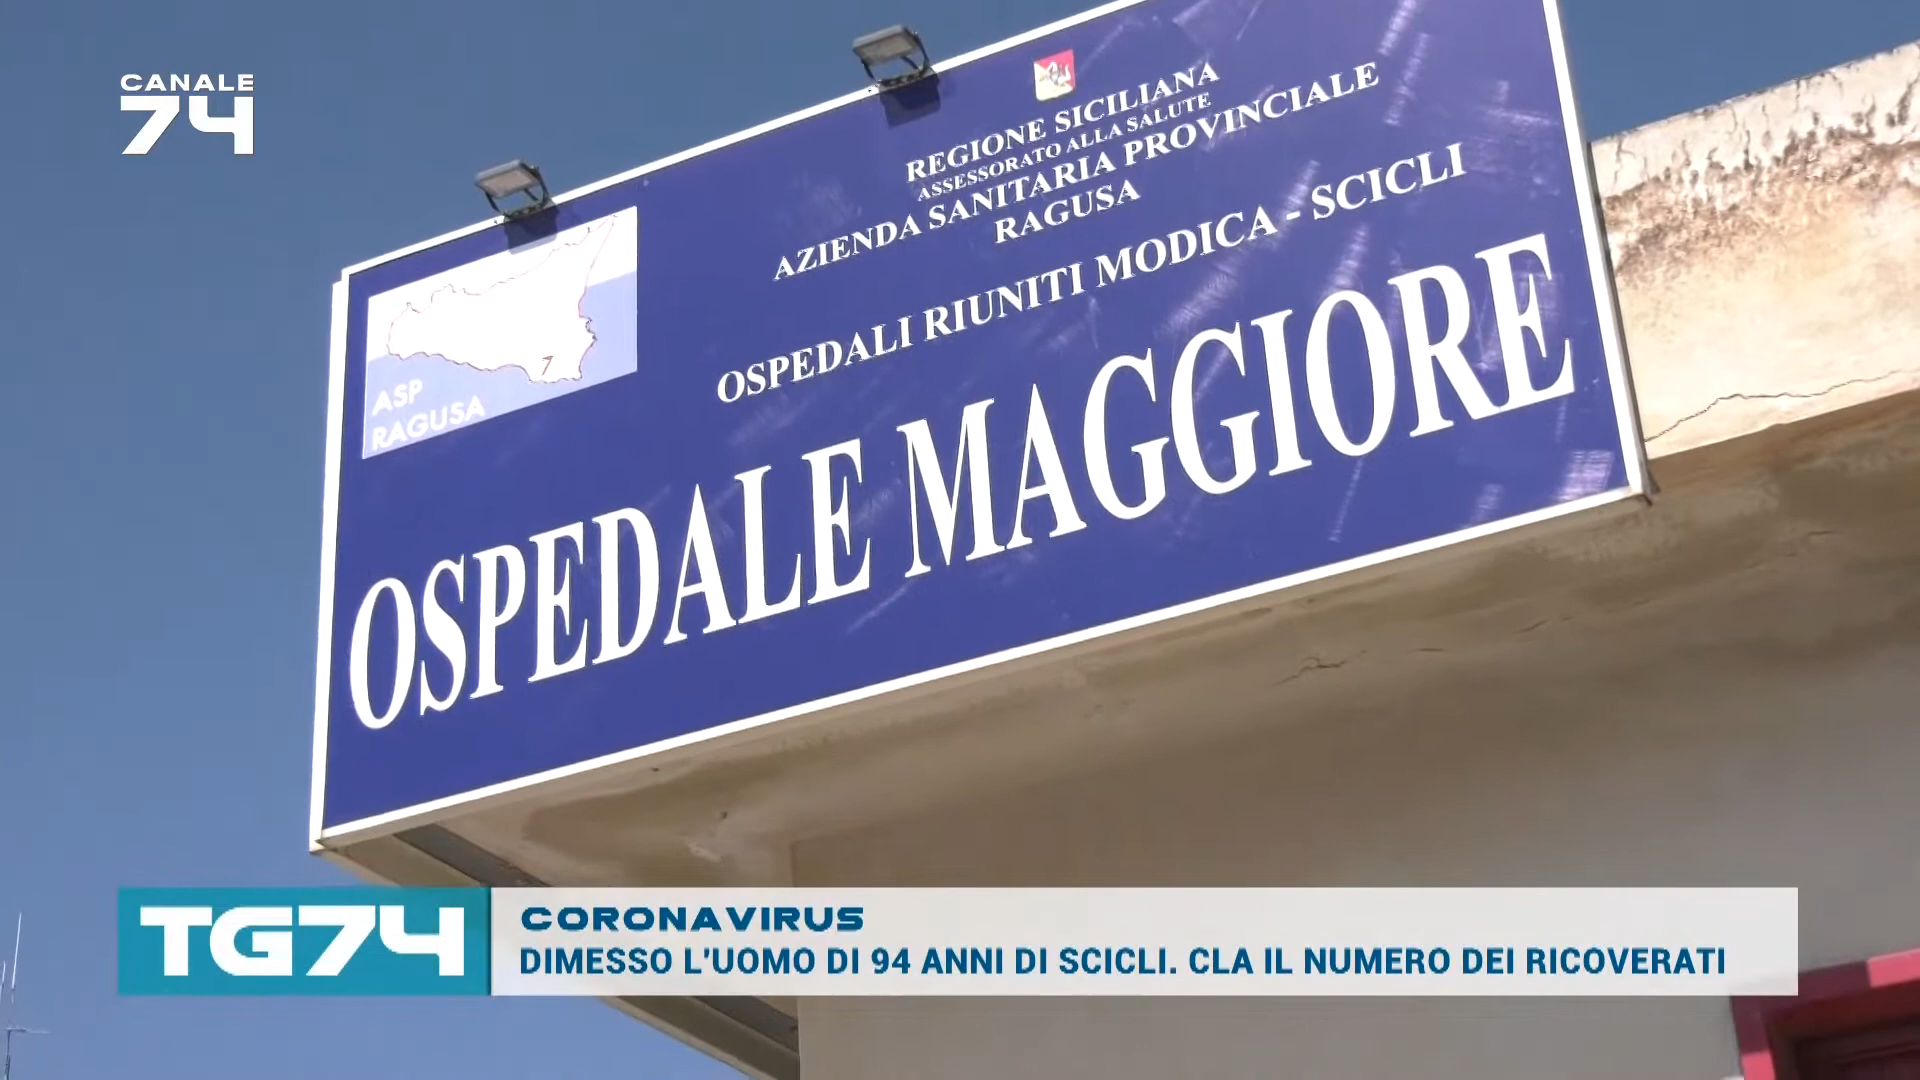 CANALE
74
REGIONE SICILIANA
ASSESSORATO ALLA SALUTE
AZIENDA SANITARIA PROVINCIALE
RAGUSA
OSPEDALI RIUNITI MODICA - SCICLI
ASP
RAGUSA
7
OSPEDALE MAGGIORE
TG74
CORONAVIRUS
DIMESSO L'UOMO DI 94 ANNI DI SCICLI. CLA IL NUMERO DEI RICOVERATI